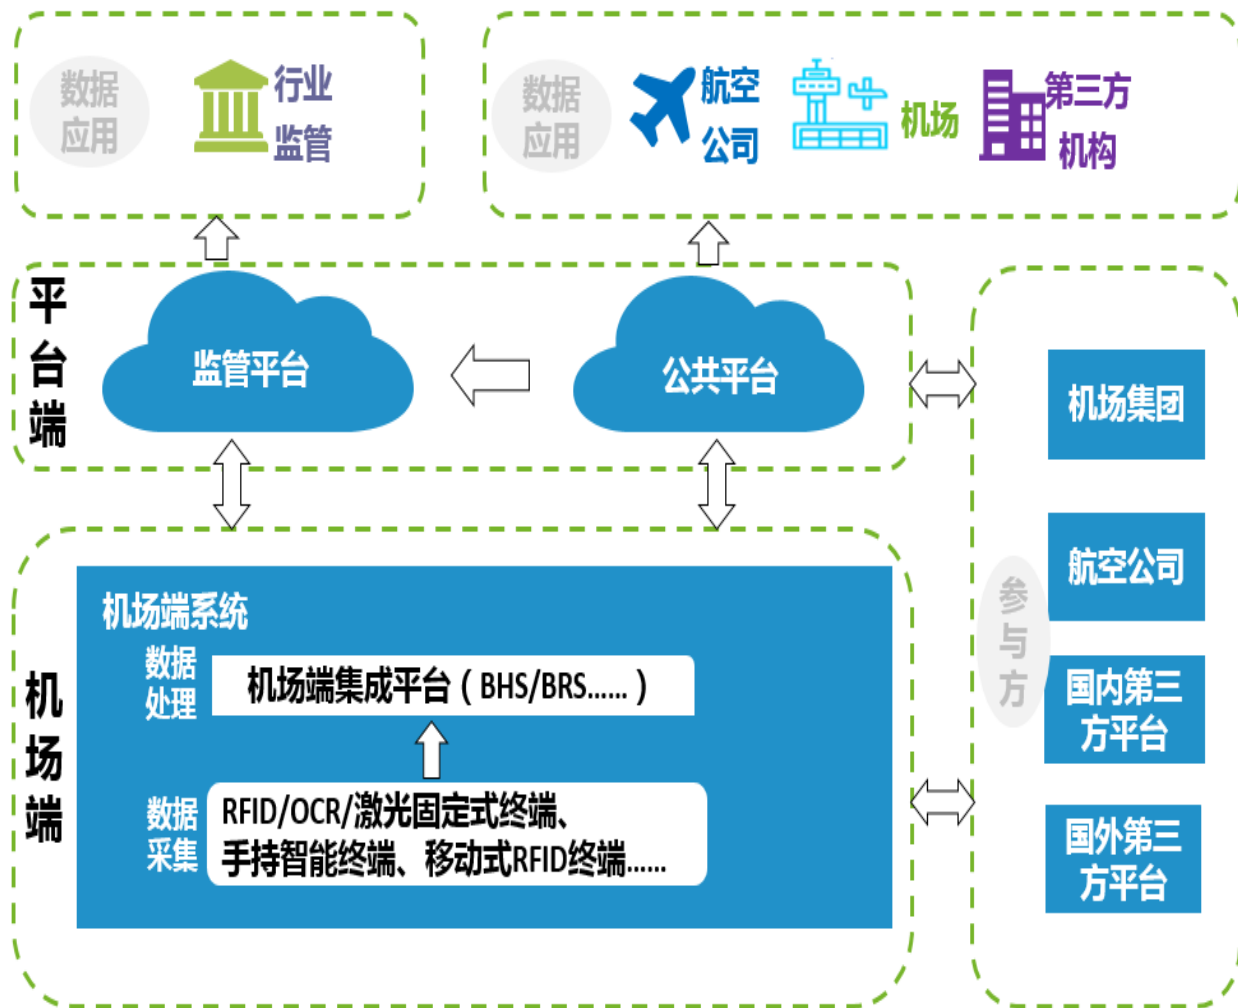 数据
应用
行业
监管
数据
应用
航空
公司
机场
第三方
机构
平
台
端
监管平台
公共平台
机
场
端
机场端系统
数据
处理
机场端集成平台（BHS/BRS......）
数据
采集
RFID/OCR/激光固定式终端、
手持智能终端、移动式RFID终端......
参
与
方
机场集团
航空公司
国内第三
方平台
国外第三
方平台